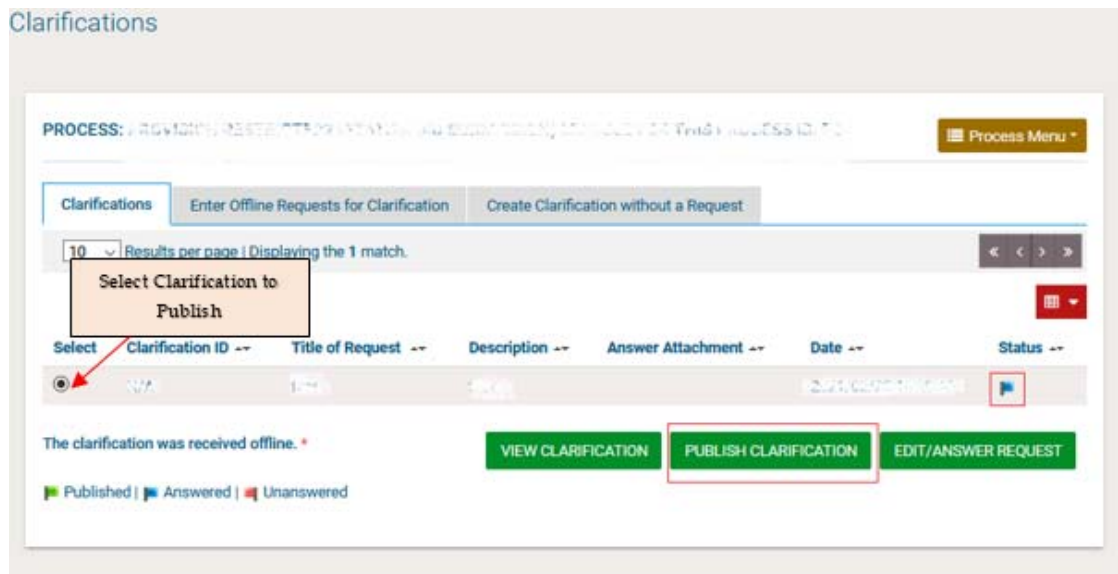 Clarifications
PROCESS:
Process Menu
Clarifications Enter Offline Requests for Clarification Create Clarification without a Request
10 Results per page | Displaying the 1 match.
« < > »
Select Clarification to
Publish
Select Clarification ID Title of Request Description Answer Attachment Date Status
N/A
The clarification was received offline. *
VIEW CLARIFICATION PUBLISH CLARIFICATION EDIT/ANSWER REQUEST
Published | Answered | Unanswered